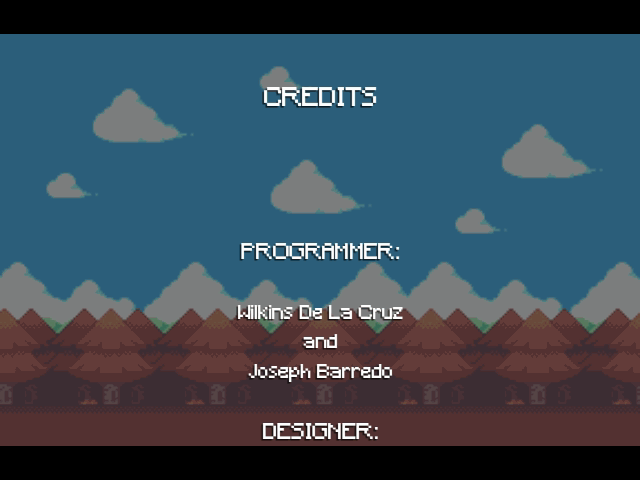 CREDITS
PROGRAMMER:
Wilkins De La Cruz
and
Joseph Barredo
DESIGNER: